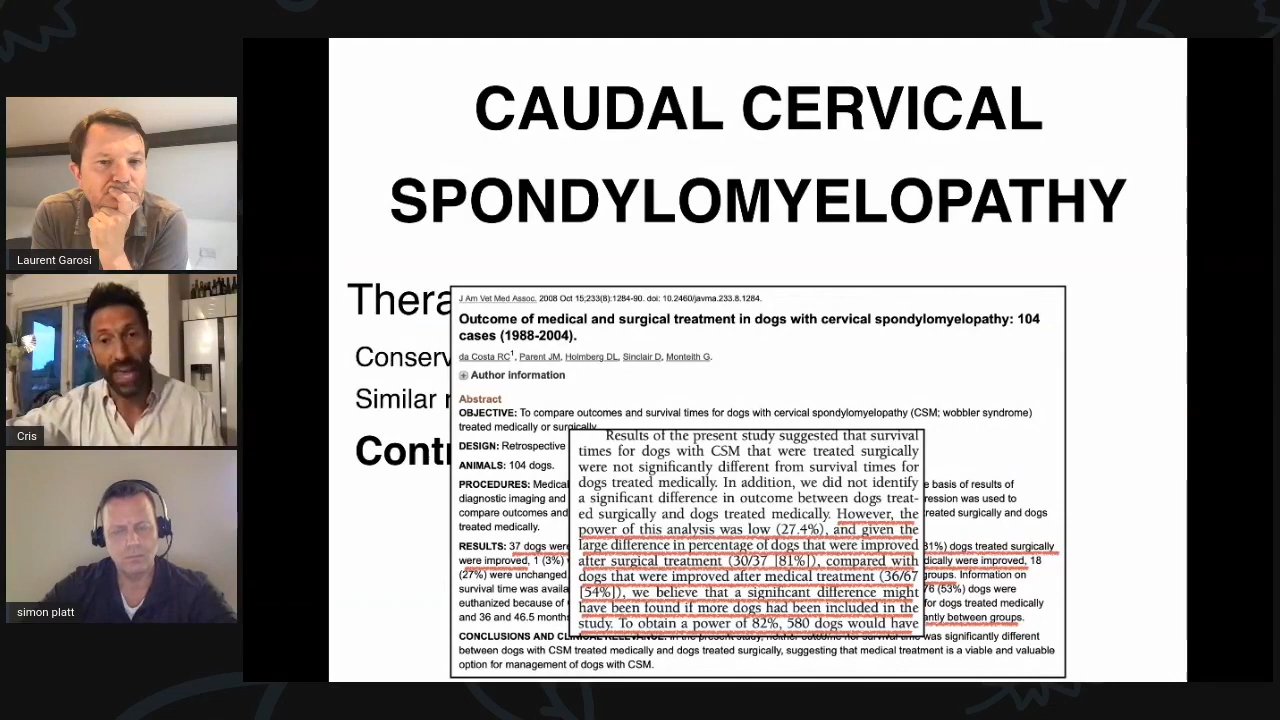 CAUDAL CERVICAL
SPONDYLOMYELOPATHY
Laurent Garosi
Cris
simon platt
Thera
Conserv
Similar
Contr
J Am Vet Med Assoc. 2008 Oct 15;233(8):1284-90. doi: 10.2460/javma.233.8.1284.
Outcome of medical and surgical treatment in dogs with cervical spondylomyelopathy: 104
cases (1988-2004).
da Costa RC1, Parent JM, Holmberg DL, Sinclair D, Monteith G.
Author information
Abstract
OBJECTIVE: To compare outcomes and survival times for dogs with cervical spondylomyelopathy (CSM; wobbler syndrome)
treated medically or surgically.
DESIGN: Retrospective
ANIMALS: 104 dogs.
PROCEDURES: Medical e basis of results of
diagnostic imaging and ression was used to
compare outcomes and reated surgically and dogs
treated medically.
RESULTS: 37 dogs were 31%) dogs treated surgically
were improved, 1 (3%) dically were improved, 18
(27%) were unchanged groups. Information on
survival time was availa 76 (53%) dogs were
euthanized because of for dogs treated medically
and 36 and 46.5 months antly between groups.
Results of the present study suggested that survival
times for dogs with CSM that were treated surgically
were not significantly different from survival times for
dogs treated medically. In addition, we did not identify
a significant difference in outcome between dogs treat-
ed surgically and dogs treated medically. However, the
power of this analysis was low (27.4%), and given the
large difference in percentage of dogs that were improved
after surgical treatment (30/37 [81%]), compared with
dogs that were improved after medical treatment (36/67
[54%]), we believe that a significant difference might
have been found if more dogs had been included in the
study. To obtain a power of 82%, 580 dogs would have
CONCLUSIONS AND CLINICAL RELEVANCE: In the present study, neither outcome nor survival time was significantly different
between dogs with CSM treated medically and dogs treated surgically, suggesting that medical treatment is a viable and valuable
option for management of dogs with CSM.